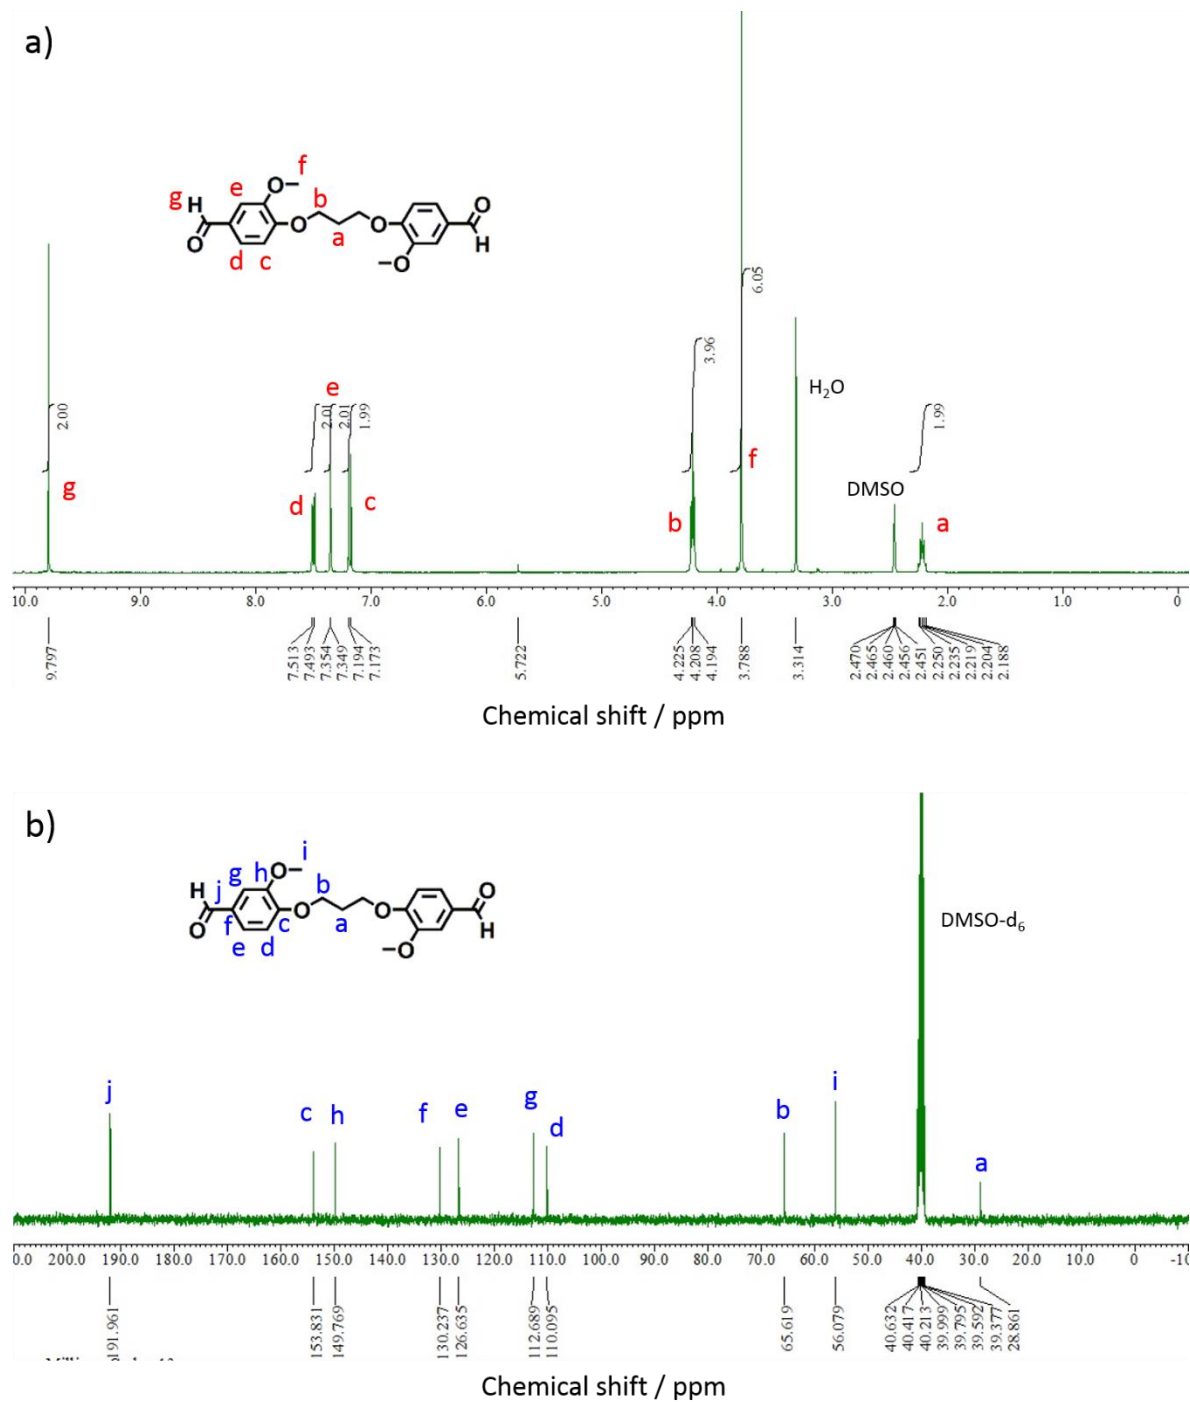 a)
f
g H e O
b
O O O
a
O d c O H
g
2.00
d
e
2.01
2.01
1.99
c
b
3.96
f
6.05
H2O
DMSO
a
1.99
10.0 9.0 8.0 7.0 6.0 5.0 4.0 3.0 2.0 1.0 0
9.797
7.513
7.493
7.354
7.349
7.194
7.173
5.722
4.225
4.208
4.194
3.788
3.314
2.470
2.465
2.460
2.456
2.451
2.250
2.235
2.219
2.204
2.188
Chemical shift / ppm
b)
i
H j g h O
b
O f c O a O O
e d O H
DMSO-d6
j
c
h
f
e
g
d
b
i
a
200.0 190.0 180.0 170.0 160.0 150.0 140.0 130.0 120.0 110.0 100.0 90.0 80.0 70.0 60.0 50.0 40.0 30.0 20.0 10.0 0 -10
191.961
153.831
149.769
130.237
126.635
112.689
110.095
65.619
56.079
40.632
40.417
40.213
39.999
39.795
39.592
39.377
28.861
Chemical shift / ppm